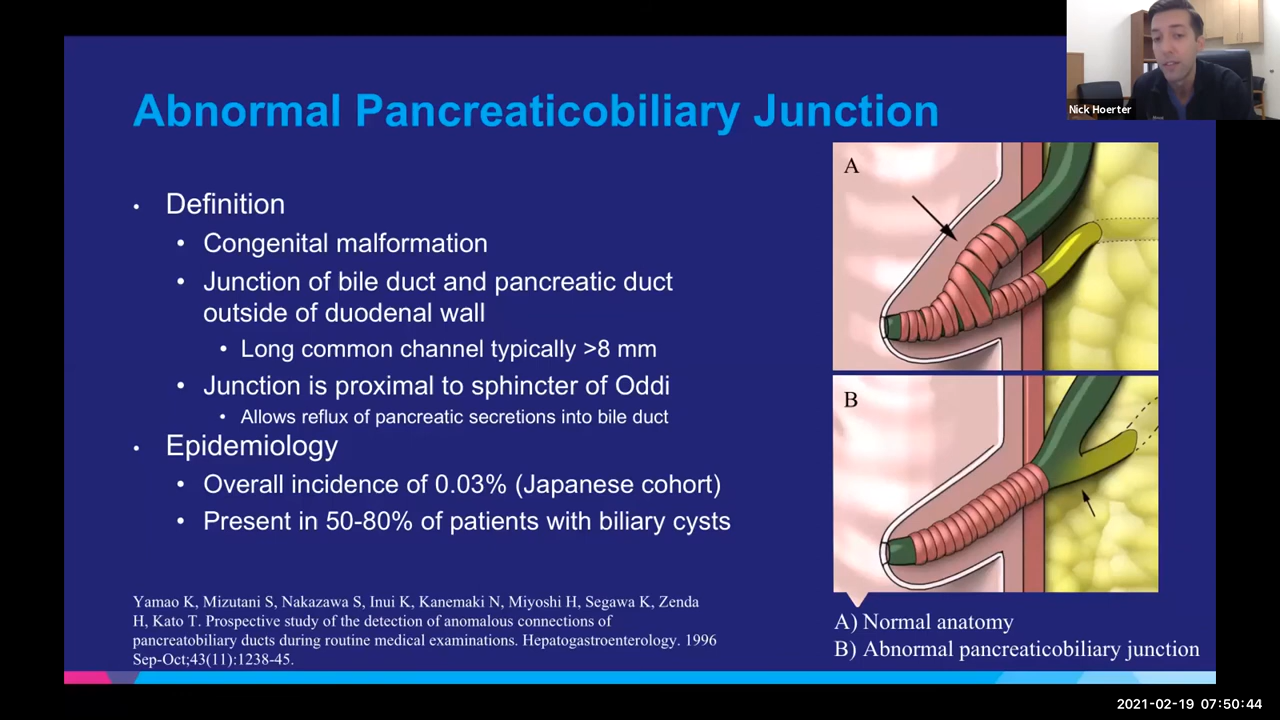 Abnormal Pancreaticobiliary Junction
Nick Hoerter
• Definition
• Congenital malformation
• Junction of bile duct and pancreatic duct
outside of duodenal wall
• Long common channel typically >8 mm
• Junction is proximal to sphincter of Oddi
• Allows reflux of pancreatic secretions into bile duct
• Epidemiology
• Overall incidence of 0.03% (Japanese cohort)
• Present in 50-80% of patients with biliary cysts
A
B
A) Normal anatomy
B) Abnormal pancreaticobiliary junction
Yamao K, Mizutani S, Nakazawa S, Inui K, Kanemaki N, Miyoshi H, Segawa K, Zenda
H, Kato T. Prospective study of the detection of anomalous connections of
pancreatobiliary ducts during routine medical examinations. Hepatogastroenterology. 1996
Sep-Oct;43(11):1238-45.
2021-02-19 07:50:44